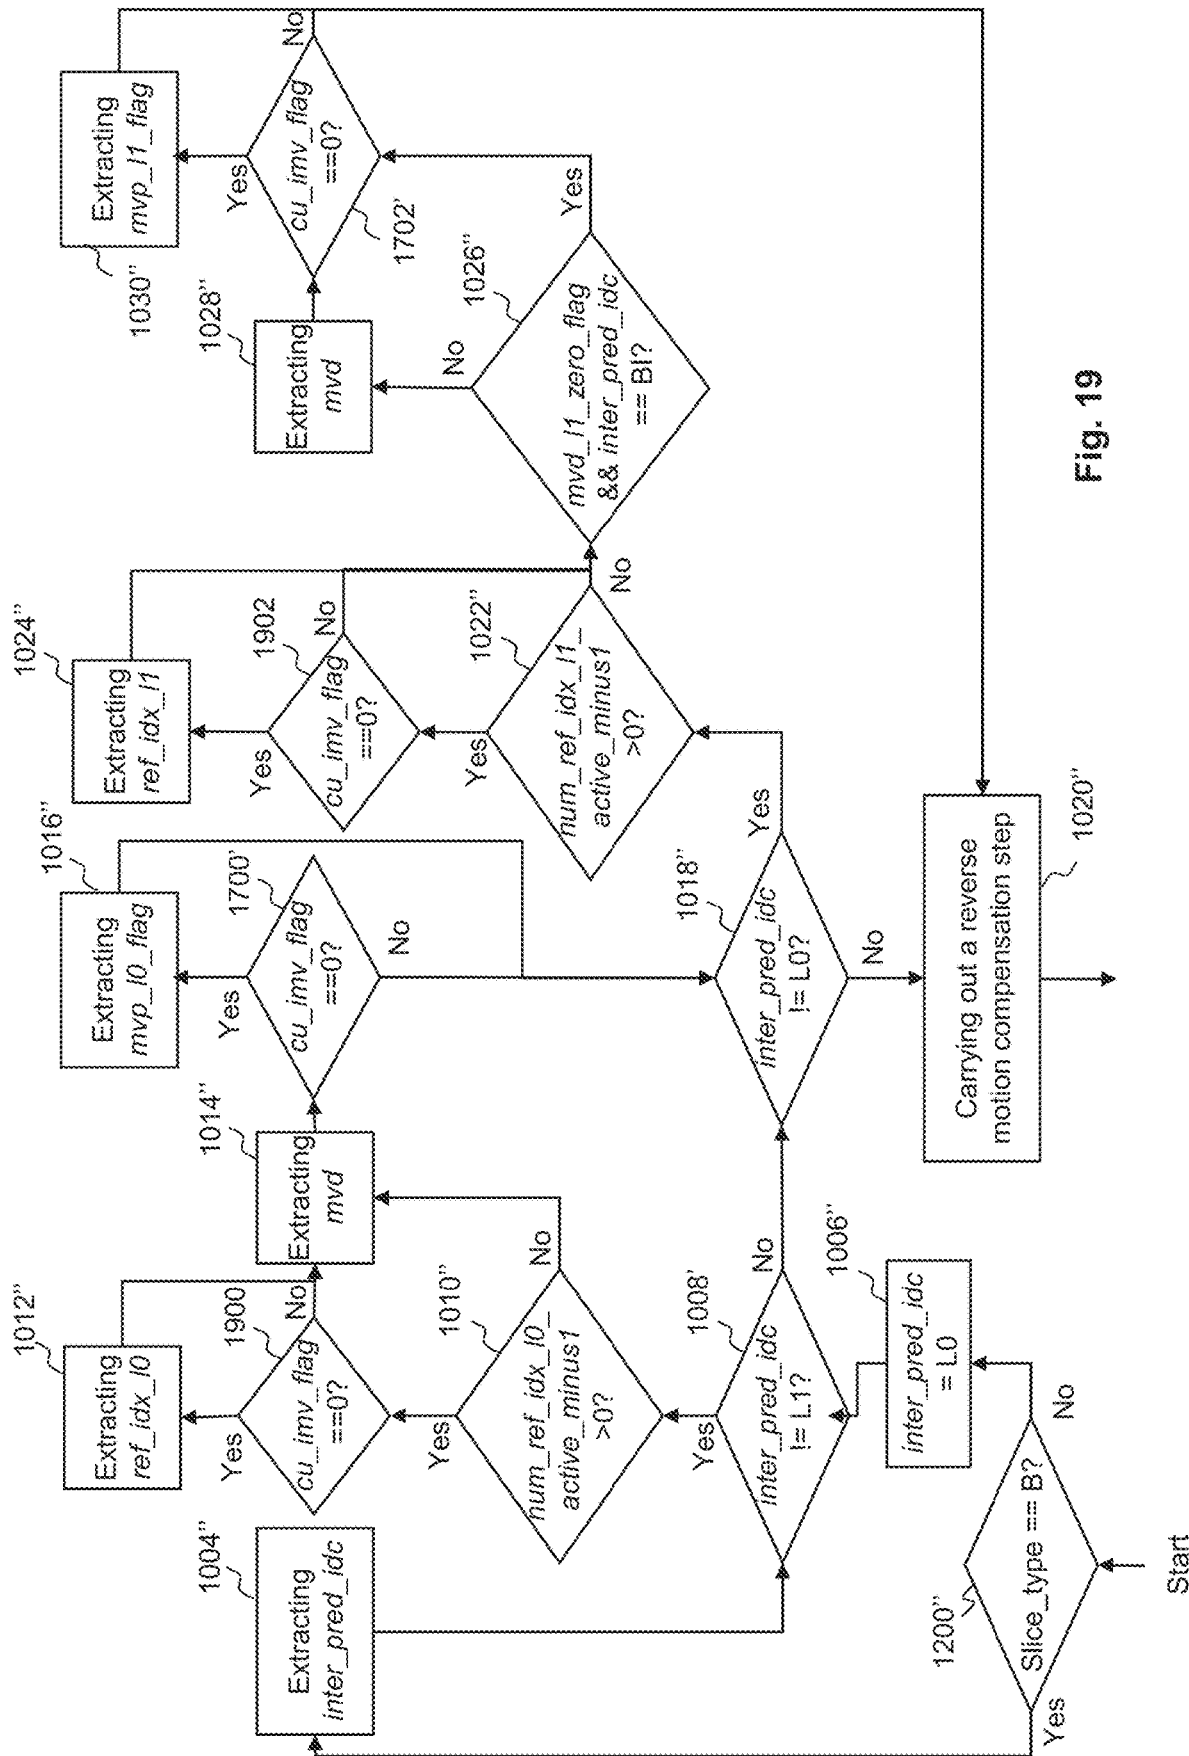 Start
1200"
Slice_type == B?
Yes
No
1004"
Extracting
inter_pred_idc
1006"
inter_pred_idc
= L0
1008'
inter_pred_idc
!= L1?
Yes
No
1010"
num_ref_idx_l0_
active_minus1
>0?
Yes
No
1900
cu_imv_flag
==0?
Yes
No
1012"
Extracting
ref_idx_l0
1014"
Extracting
mvd
1700'
cu_imv_flag
==0?
Yes
No
1016"
Extracting
mvp_l0_flag
1018"
inter_pred_idc
!= L0?
Yes
No
1020"
Carrying out a reverse
motion compensation step
1022"
num_ref_idx_l1_
active_minus1
>0?
Yes
No
1902
cu_imv_flag
==0?
Yes
No
1024"
Extracting
ref_idx_l1
1026"
mvd_l1_zero_flag
&& inter_pred_idc
== BI?
No
Yes
1028"
Extracting
mvd
1702'
cu_imv_flag
==0?
Yes
No
1030"
Extracting
mvp_l1_flag
Fig. 19